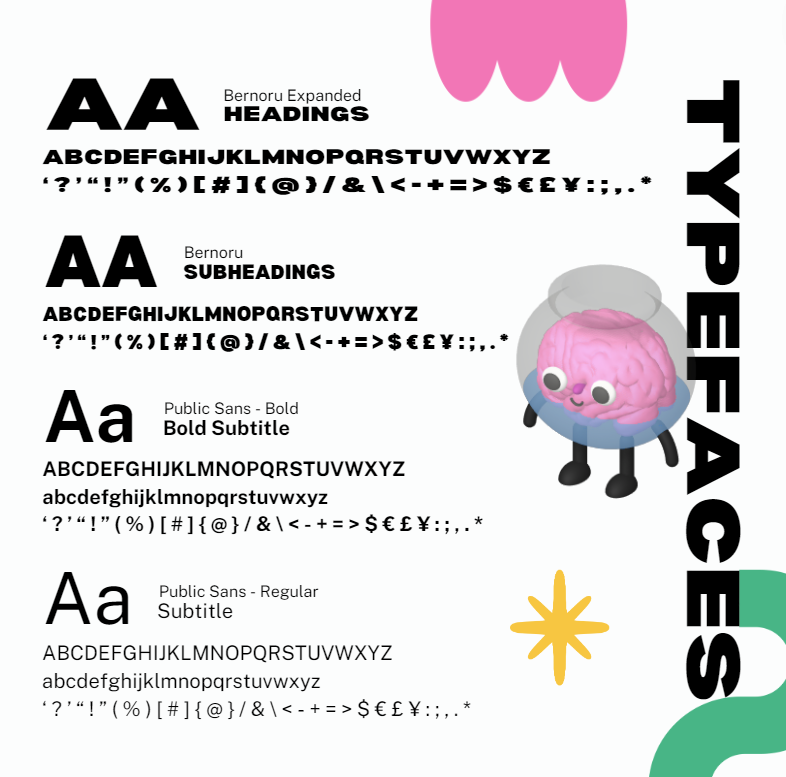 AA
Bernoru Expanded
HEADINGS
ABCDEFGHIJKLMNOPQRSTUVWXYZ
‘?’“!”(%)[#]{@}/&\<-+=>$€£¥:;,.*
AA
Bernoru
SUBHEADINGS
ABCDEFGHIJKLMNOPQRSTUVWXYZ
‘?’“!”(%)[#]{@}/&\<-+=>$€£¥:;,.*
Aa
Public Sans - Bold
Bold Subtitle
ABCDEFGHIJKLMNOPQRSTUVWXYZ
abcdefghijklmnopqrstuvwxyz
‘?’“!”(%)[#]{@}/&\<-+=>$€£¥:;,.*
Aa
Public Sans - Regular
Subtitle
ABCDEFGHIJKLMNOPQRSTUVWXYZ
abcdefghijklmnopqrstuvwxyz
‘?’“!”(%)[#]{@}/&\<-+=>$€£¥:;,.*
TYPEFACES